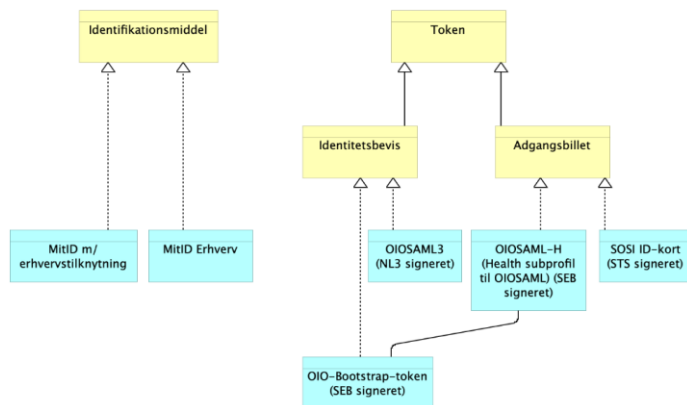 Identifikationsmiddel
Token
Identitetsbevis
Adgangsbillet
MitID m/
erhvervstilknytning
MitID Erhverv
OIOSAML3
(NL3 signeret)
OIOSAML-H
(Health subprofil
til OIOSAML) (SEB
signeret)
SOSI ID-kort
(STS signeret)
OIO-Bootstrap-token
(SEB signeret)